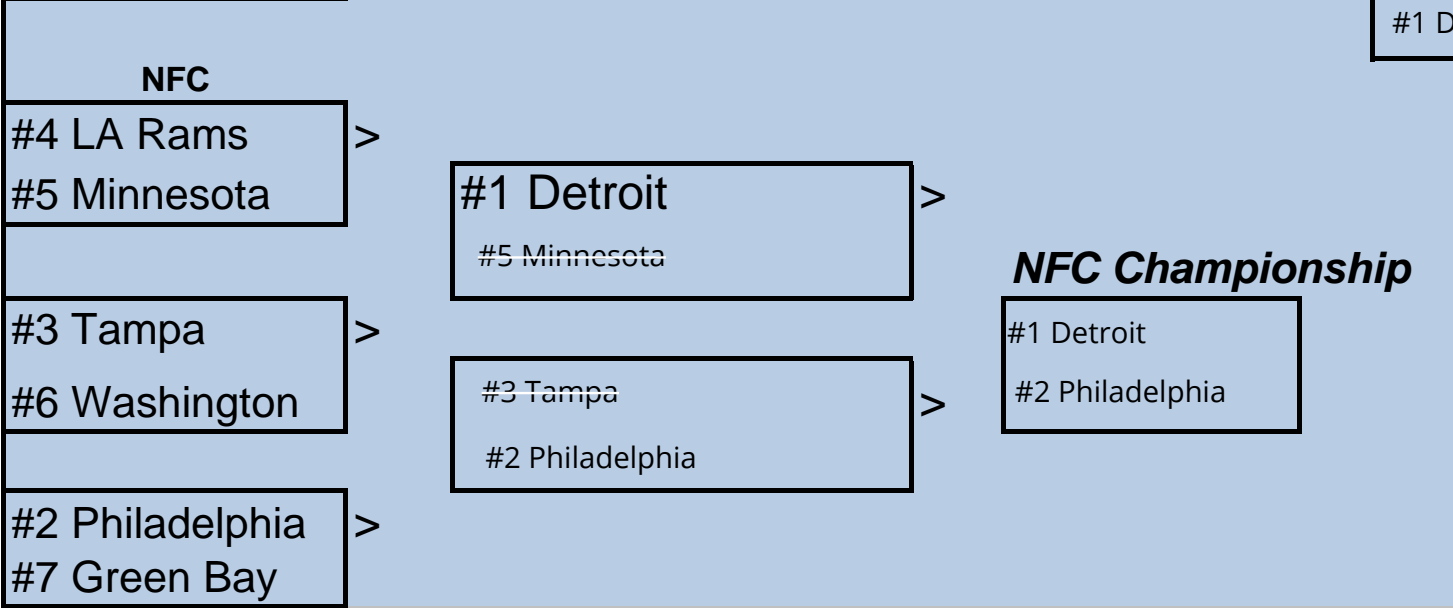 #1 D
NFC
#4 LA Rams >
#5 Minnesota
#1 Detroit >
#5 Minnesota
NFC Championship
#3 Tampa >
#6 Washington
#3 Tampa >
#2 Philadelphia
#1 Detroit
#2 Philadelphia
#2 Philadelphia >
#7 Green Bay